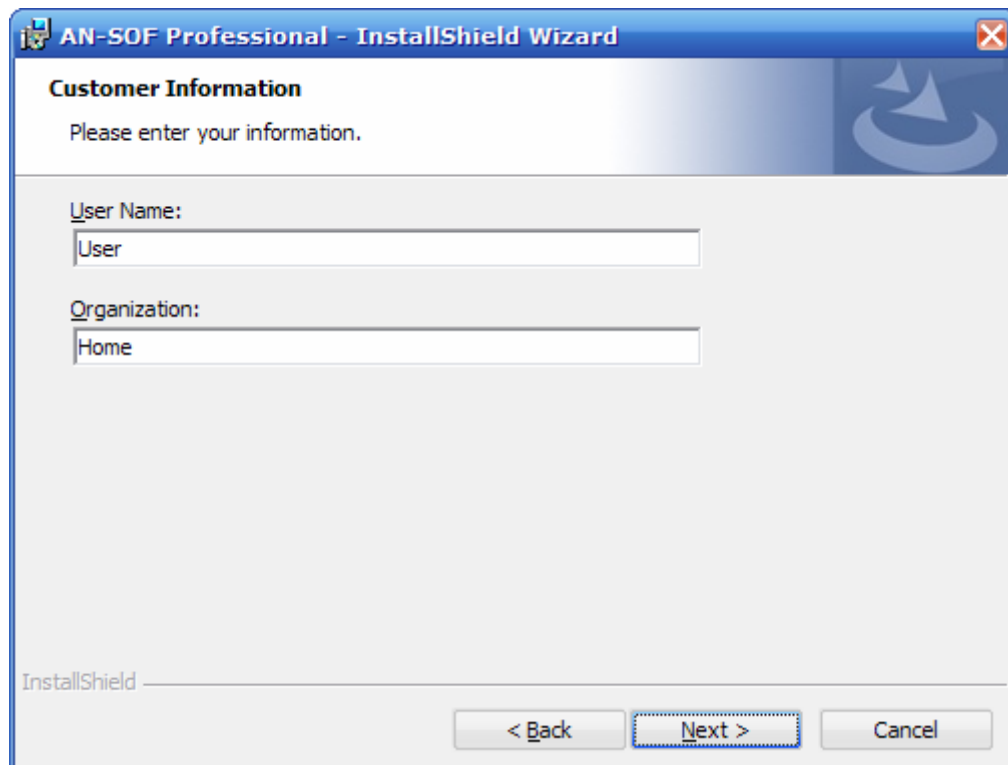 AN-SOF Professional - InstallShield Wizard
Customer Information
Please enter your information.
User Name:
User
Organization:
Home
InstallShield
< Back Next > Cancel